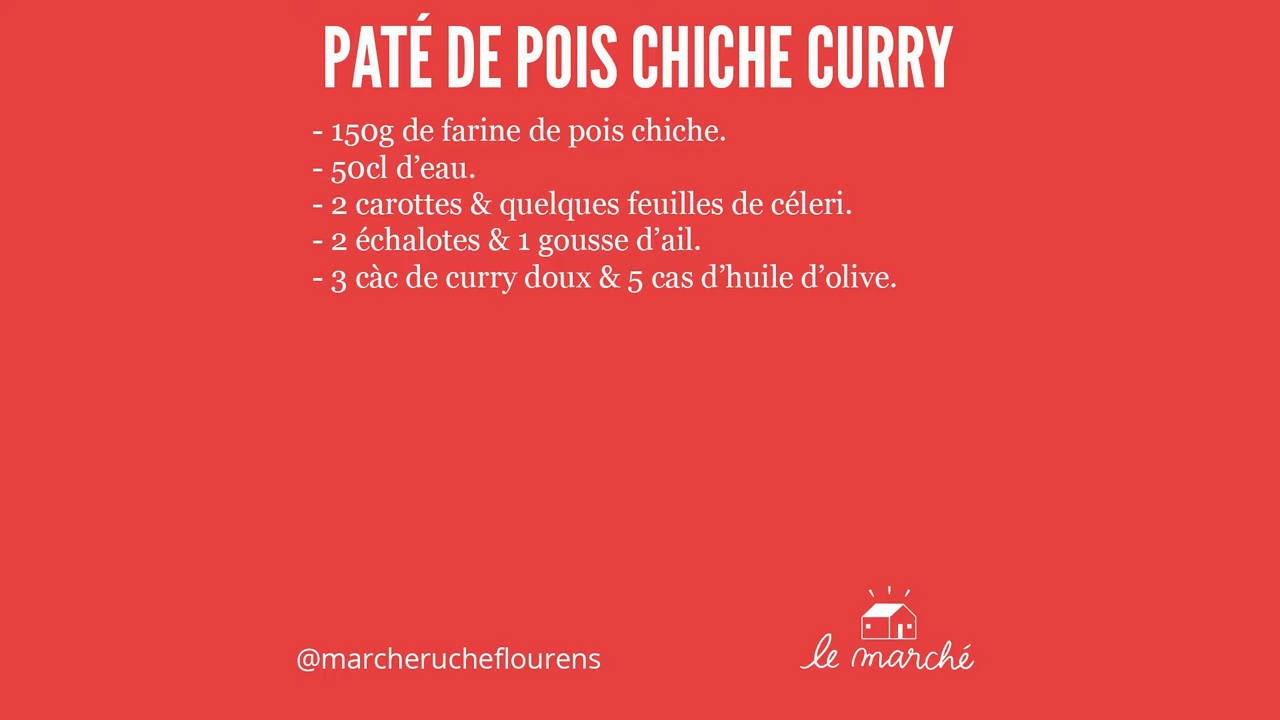 PATÉ DE POIS CHICHE CURRY
- 150g de farine de pois chiche.
- 50cl d’eau.
- 2 carottes & quelques feuilles de céleri.
- 2 échalotes & 1 gousse d’ail.
- 3 càc de curry doux & 5 cas d’huile d’olive.
@marcherucheflourens
le marché